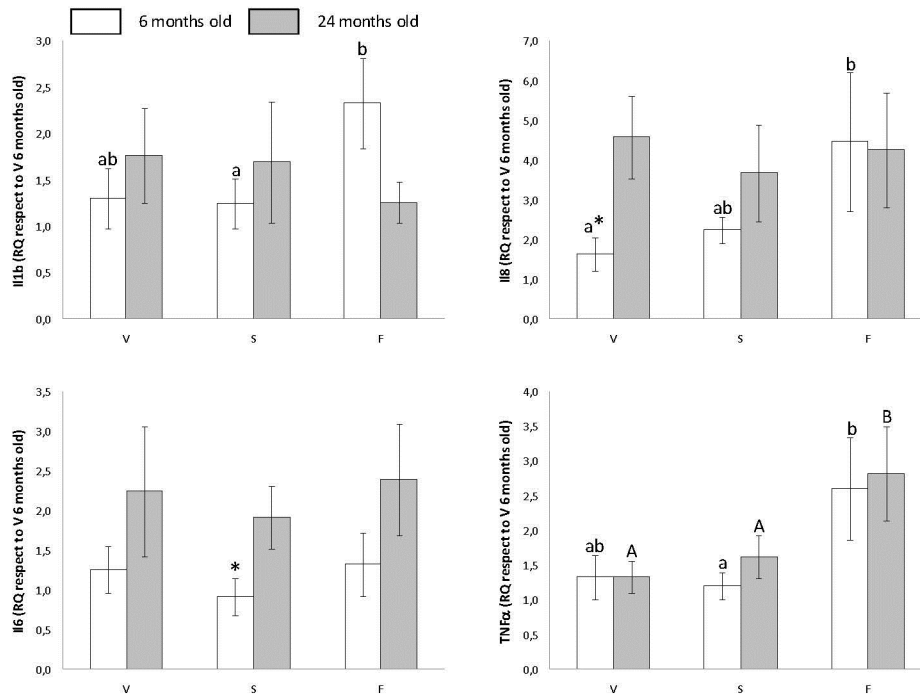 6 months old
24 months old
Il1b (RQ respect to V 6 months old)
3,0
2,5
2,0
1,5
1,0
0,5
0,0
ab
a
b
V
S
F
Il8 (RQ respect to V 6 months old)
7,0
6,0
5,0
4,0
3,0
2,0
1,0
0,0
a*
ab
b
V
S
F
Il6 (RQ respect to V 6 months old)
3,5
3,0
2,5
2,0
1,5
1,0
0,5
0,0
*
V
S
F
TNFα (RQ respect to V 6 months old)
4,0
3,5
3,0
2,5
2,0
1,5
1,0
0,5
0,0
ab
A
a
A
b
B
V
S
F